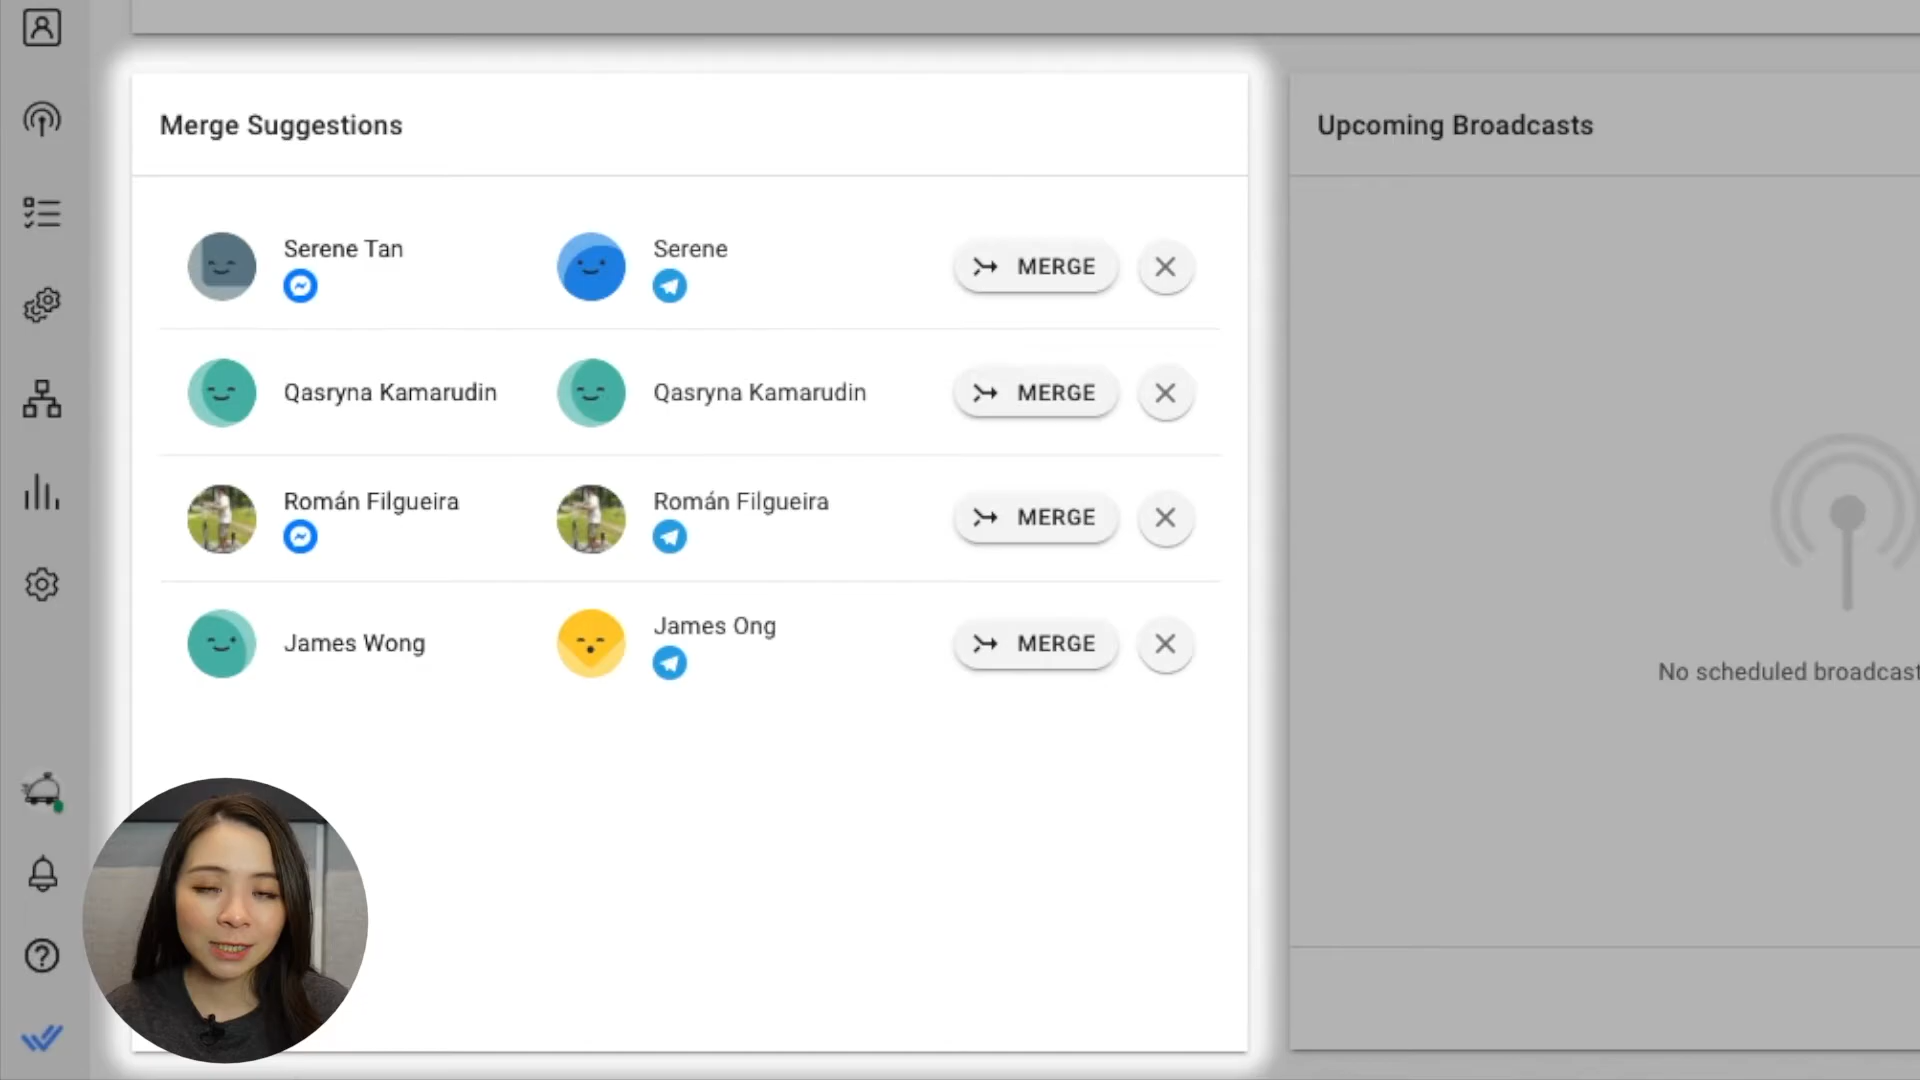 Merge Suggestions
Serene Tan
Serene
MERGE
Qasryna Kamarudin
Qasryna Kamarudin
MERGE
Román Filgueira
Román Filgueira
MERGE
James Wong
James Ong
MERGE
Upcoming Broadcasts
No scheduled broadcast